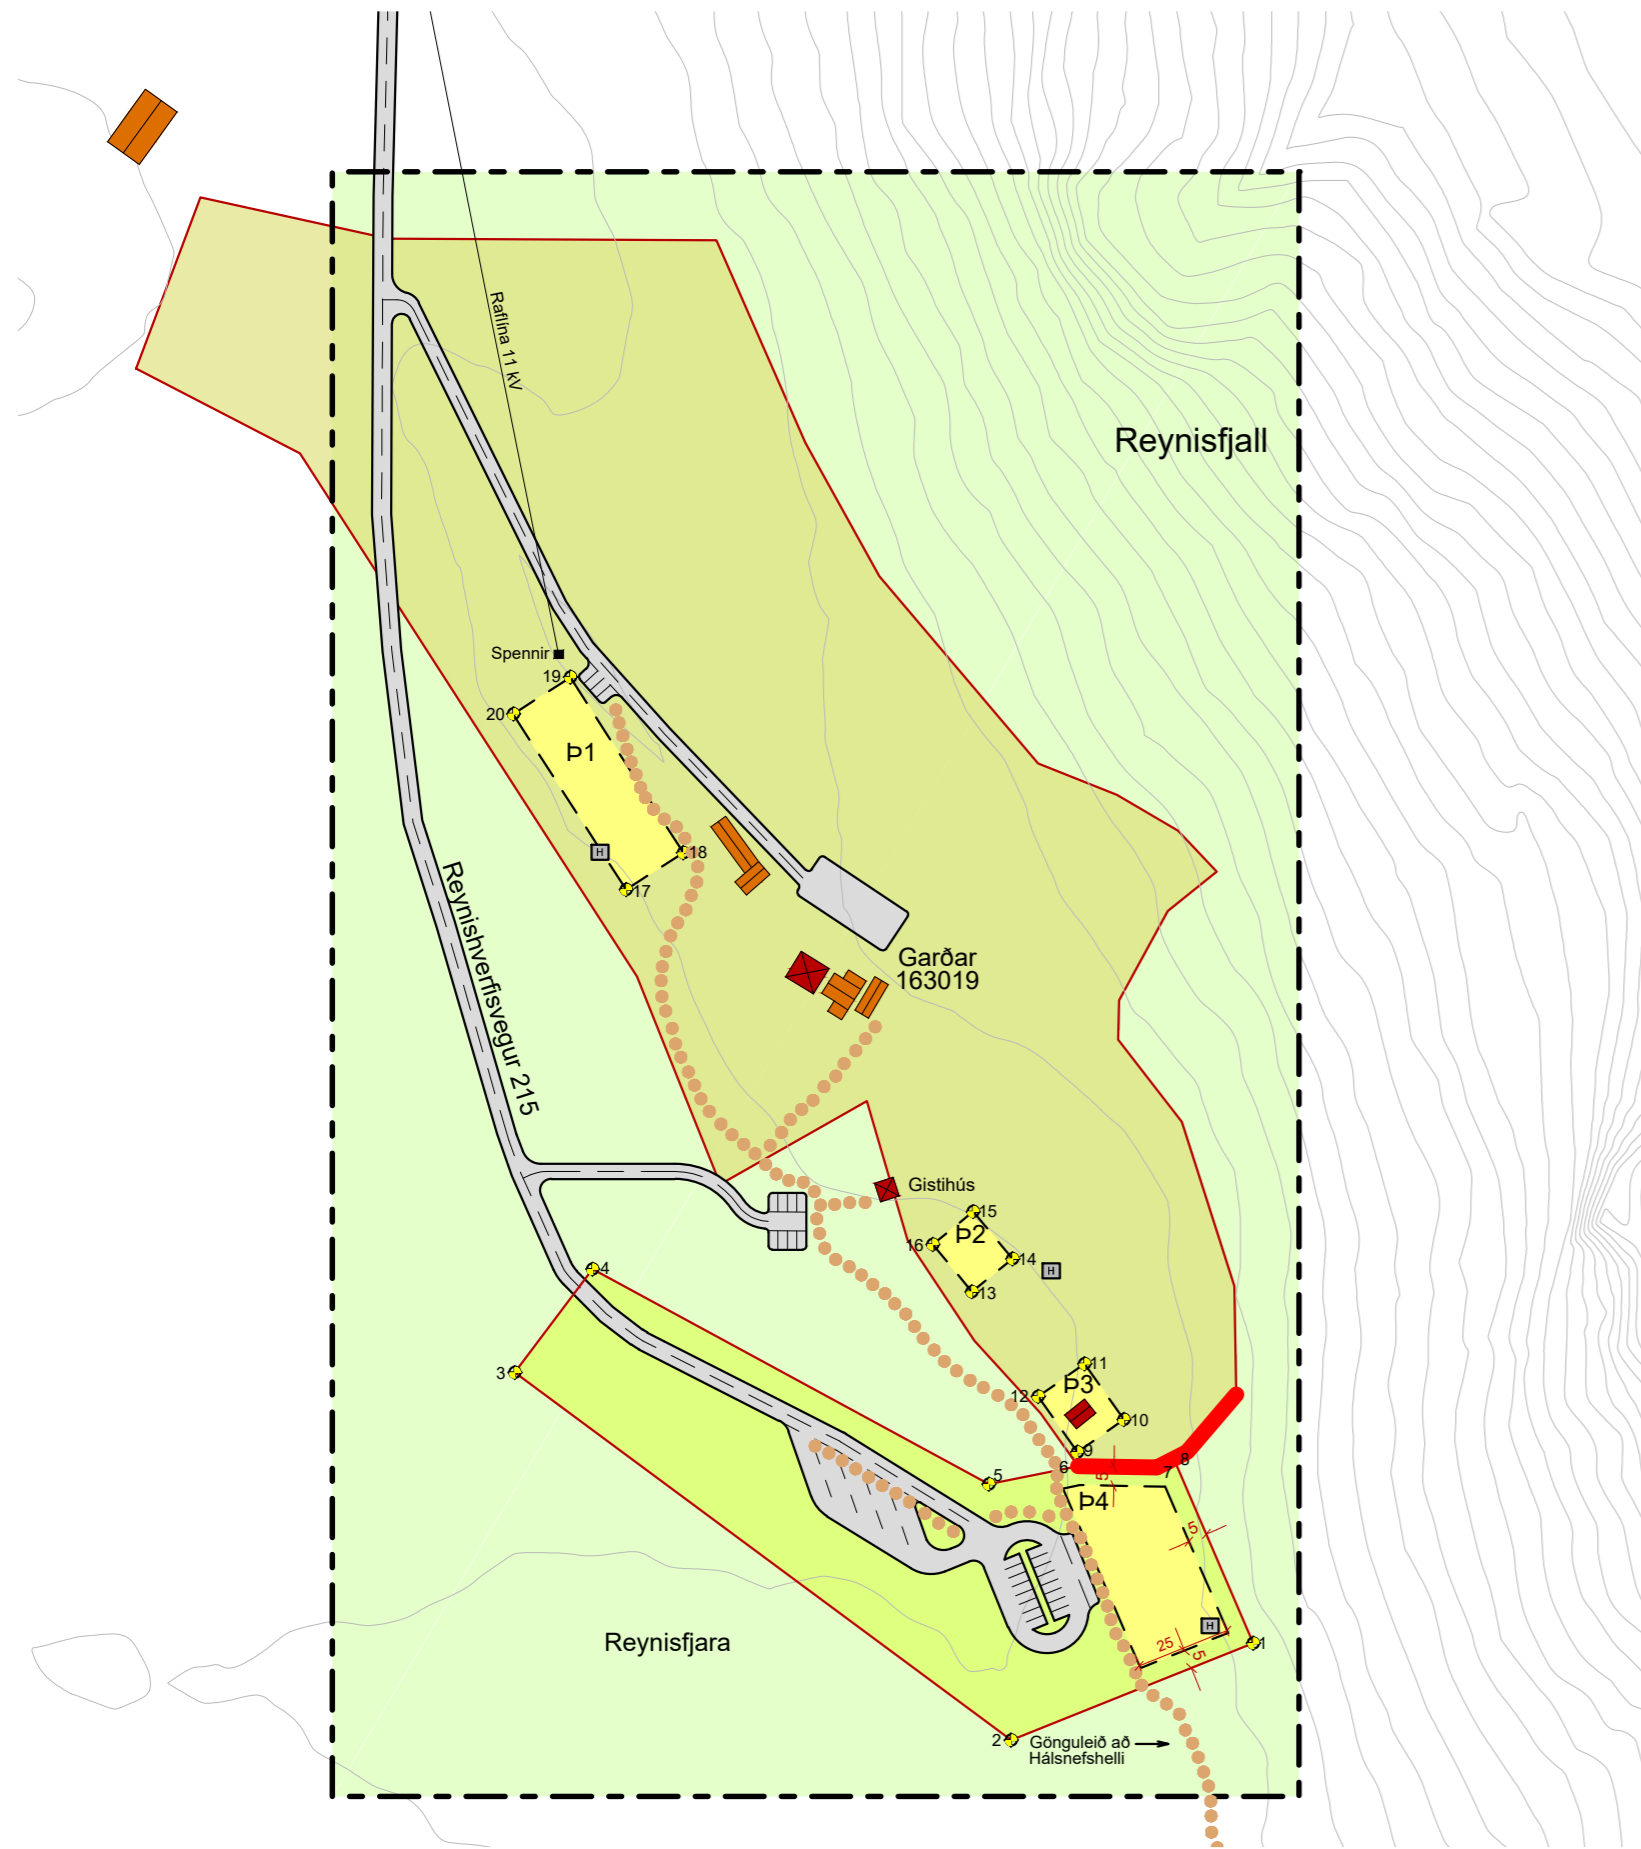 Raflína 11 kV
Reynisfjall
Spennir
19
20
Þ1
H
18
17
Reynishverfisvegur 215
Garðar
163019
Gistihús
15
Þ2
16
14
H
13
4
3
11
Þ3
12
10
9
8
6
7
5
5
Þ4
5
H
25
5
1
Reynisfjara
2
Gönguleið að
Hálsnefshelli